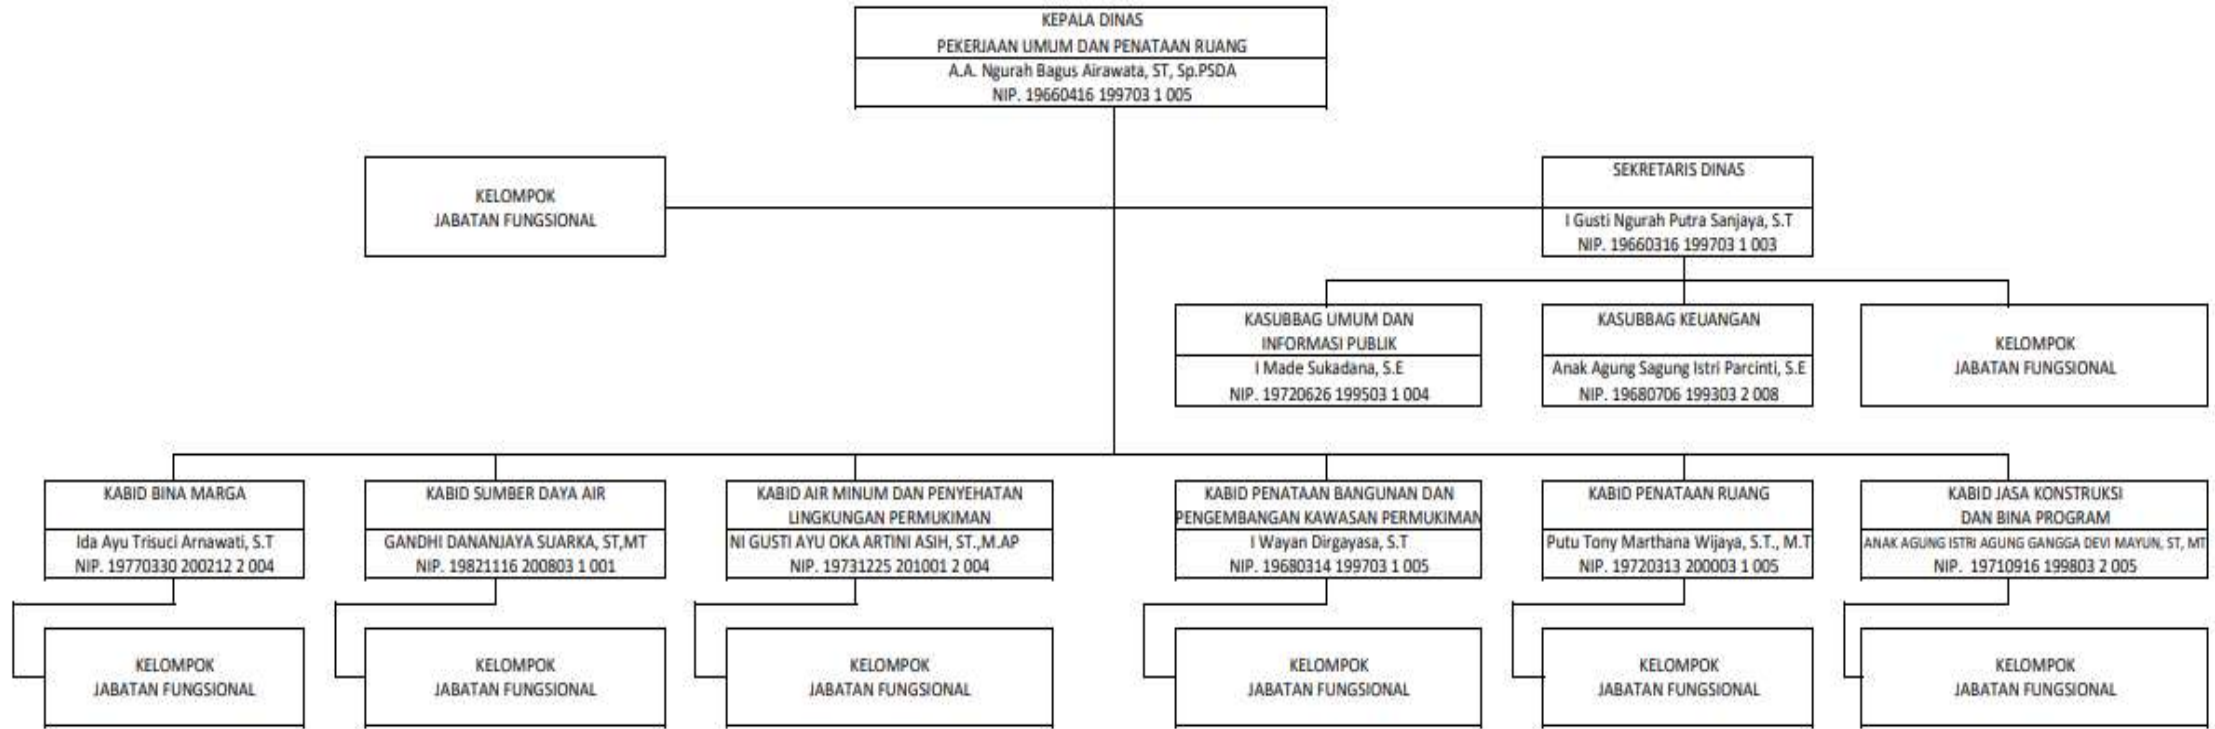 KEPALA DINAS
PEKERJAAN UMUM DAN PENATAAN RUANG
A.A. Ngurah Bagus Airawata, ST, Sp.PSDA
NIP. 19660416 199703 1 005
KELOMPOK
JABATAN FUNGSIONAL
SEKRETARIS DINAS
I Gusti Ngurah Putra Sanjaya, S.T
NIP. 19660316 199703 1 003
KASUBBAG UMUM DAN
INFORMASI PUBLIK
I Made Sukadana, S.E
NIP. 19720626 199503 1 004
KASUBBAG KEUANGAN
Anak Agung Sagung Istri Parcinti, S.E
NIP. 19680706 199303 2 008
KELOMPOK
JABATAN FUNGSIONAL
KABID BINA MARGA
Ida Ayu Trisuci Arnawati, S.T
NIP. 19770330 200212 2 004
KABID SUMBER DAYA AIR
GANDHI DANANJAYA SUARKA, ST,MT
NIP. 19821116 200803 1 001
KABID AIR MINUM DAN PENYEHATAN
LINGKUNGAN PERMUKIMAN
NI GUSTI AYU OKA ARTINI ASIH, ST.,M.AP
NIP. 19731225 201001 2 004
KABID PENATAAN BANGUNAN DAN
PENGEMBANGAN KAWASAN PERMUKIMAN
I Wayan Dirgayasa, S.T
NIP. 19680314 199703 1 005
KABID PENATAAN RUANG
Putu Tony Marthana Wijaya, S.T., M.T
NIP. 19720313 200003 1 005
KABID JASA KONSTRUKSI
DAN BINA PROGRAM
ANAK AGUNG ISTRI AGUNG GANGGA DEVI MAYUN, ST, MT
NIP. 19710916 199803 2 005
KELOMPOK
JABATAN FUNGSIONAL
KELOMPOK
JABATAN FUNGSIONAL
KELOMPOK
JABATAN FUNGSIONAL
KELOMPOK
JABATAN FUNGSIONAL
KELOMPOK
JABATAN FUNGSIONAL
KELOMPOK
JABATAN FUNGSIONAL